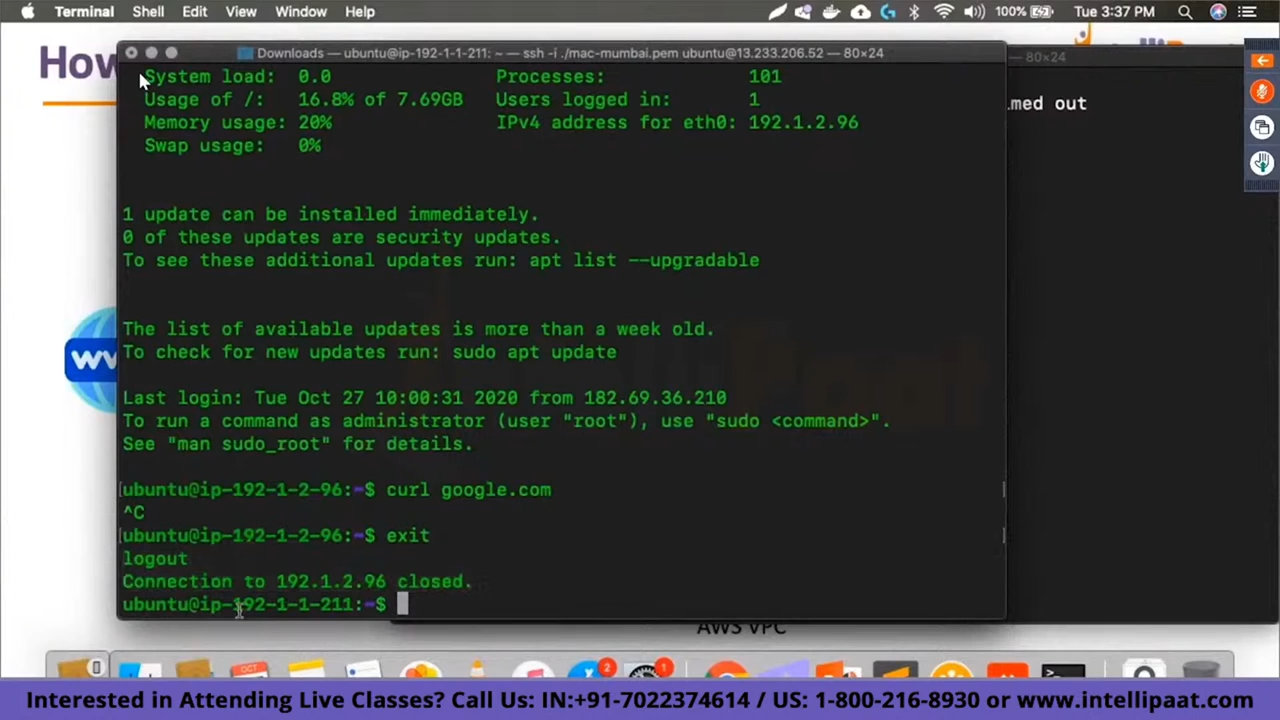 Terminal Shell Edit View Window Help 100% Tue 3:37 PM
How
Downloads — ubuntu@ip-192-1-1-211: ~ — ssh -i ./mac-mumbai.pem ubuntu@13.233.206.52 — 80×24
— 80×24
System load: 0.0 Processes: 101
Usage of /: 16.8% of 7.69GB Users logged in: 1
med out
Memory usage: 20% IPv4 address for eth0: 192.1.2.96
Swap usage: 0%
1 update can be installed immediately.
0 of these updates are security updates.
To see these additional updates run: apt list --upgradable
The list of available updates is more than a week old.
To check for new updates run: sudo apt update
Last login: Tue Oct 27 10:00:31 2020 from 182.69.36.210
To run a command as administrator (user "root"), use "sudo <command>".
See "man sudo_root" for details.
ubuntu@ip-192-1-2-96:~$ curl google.com
^C
ubuntu@ip-192-1-2-96:~$ exit
logout
Connection to 192.1.2.96 closed.
ubuntu@ip-192-1-1-211:~$
AWS VPC
OCT 2 1
Interested in Attending Live Classes? Call Us: IN:+91-7022374614 / US: 1-800-216-8930 or www.intellipaat.com